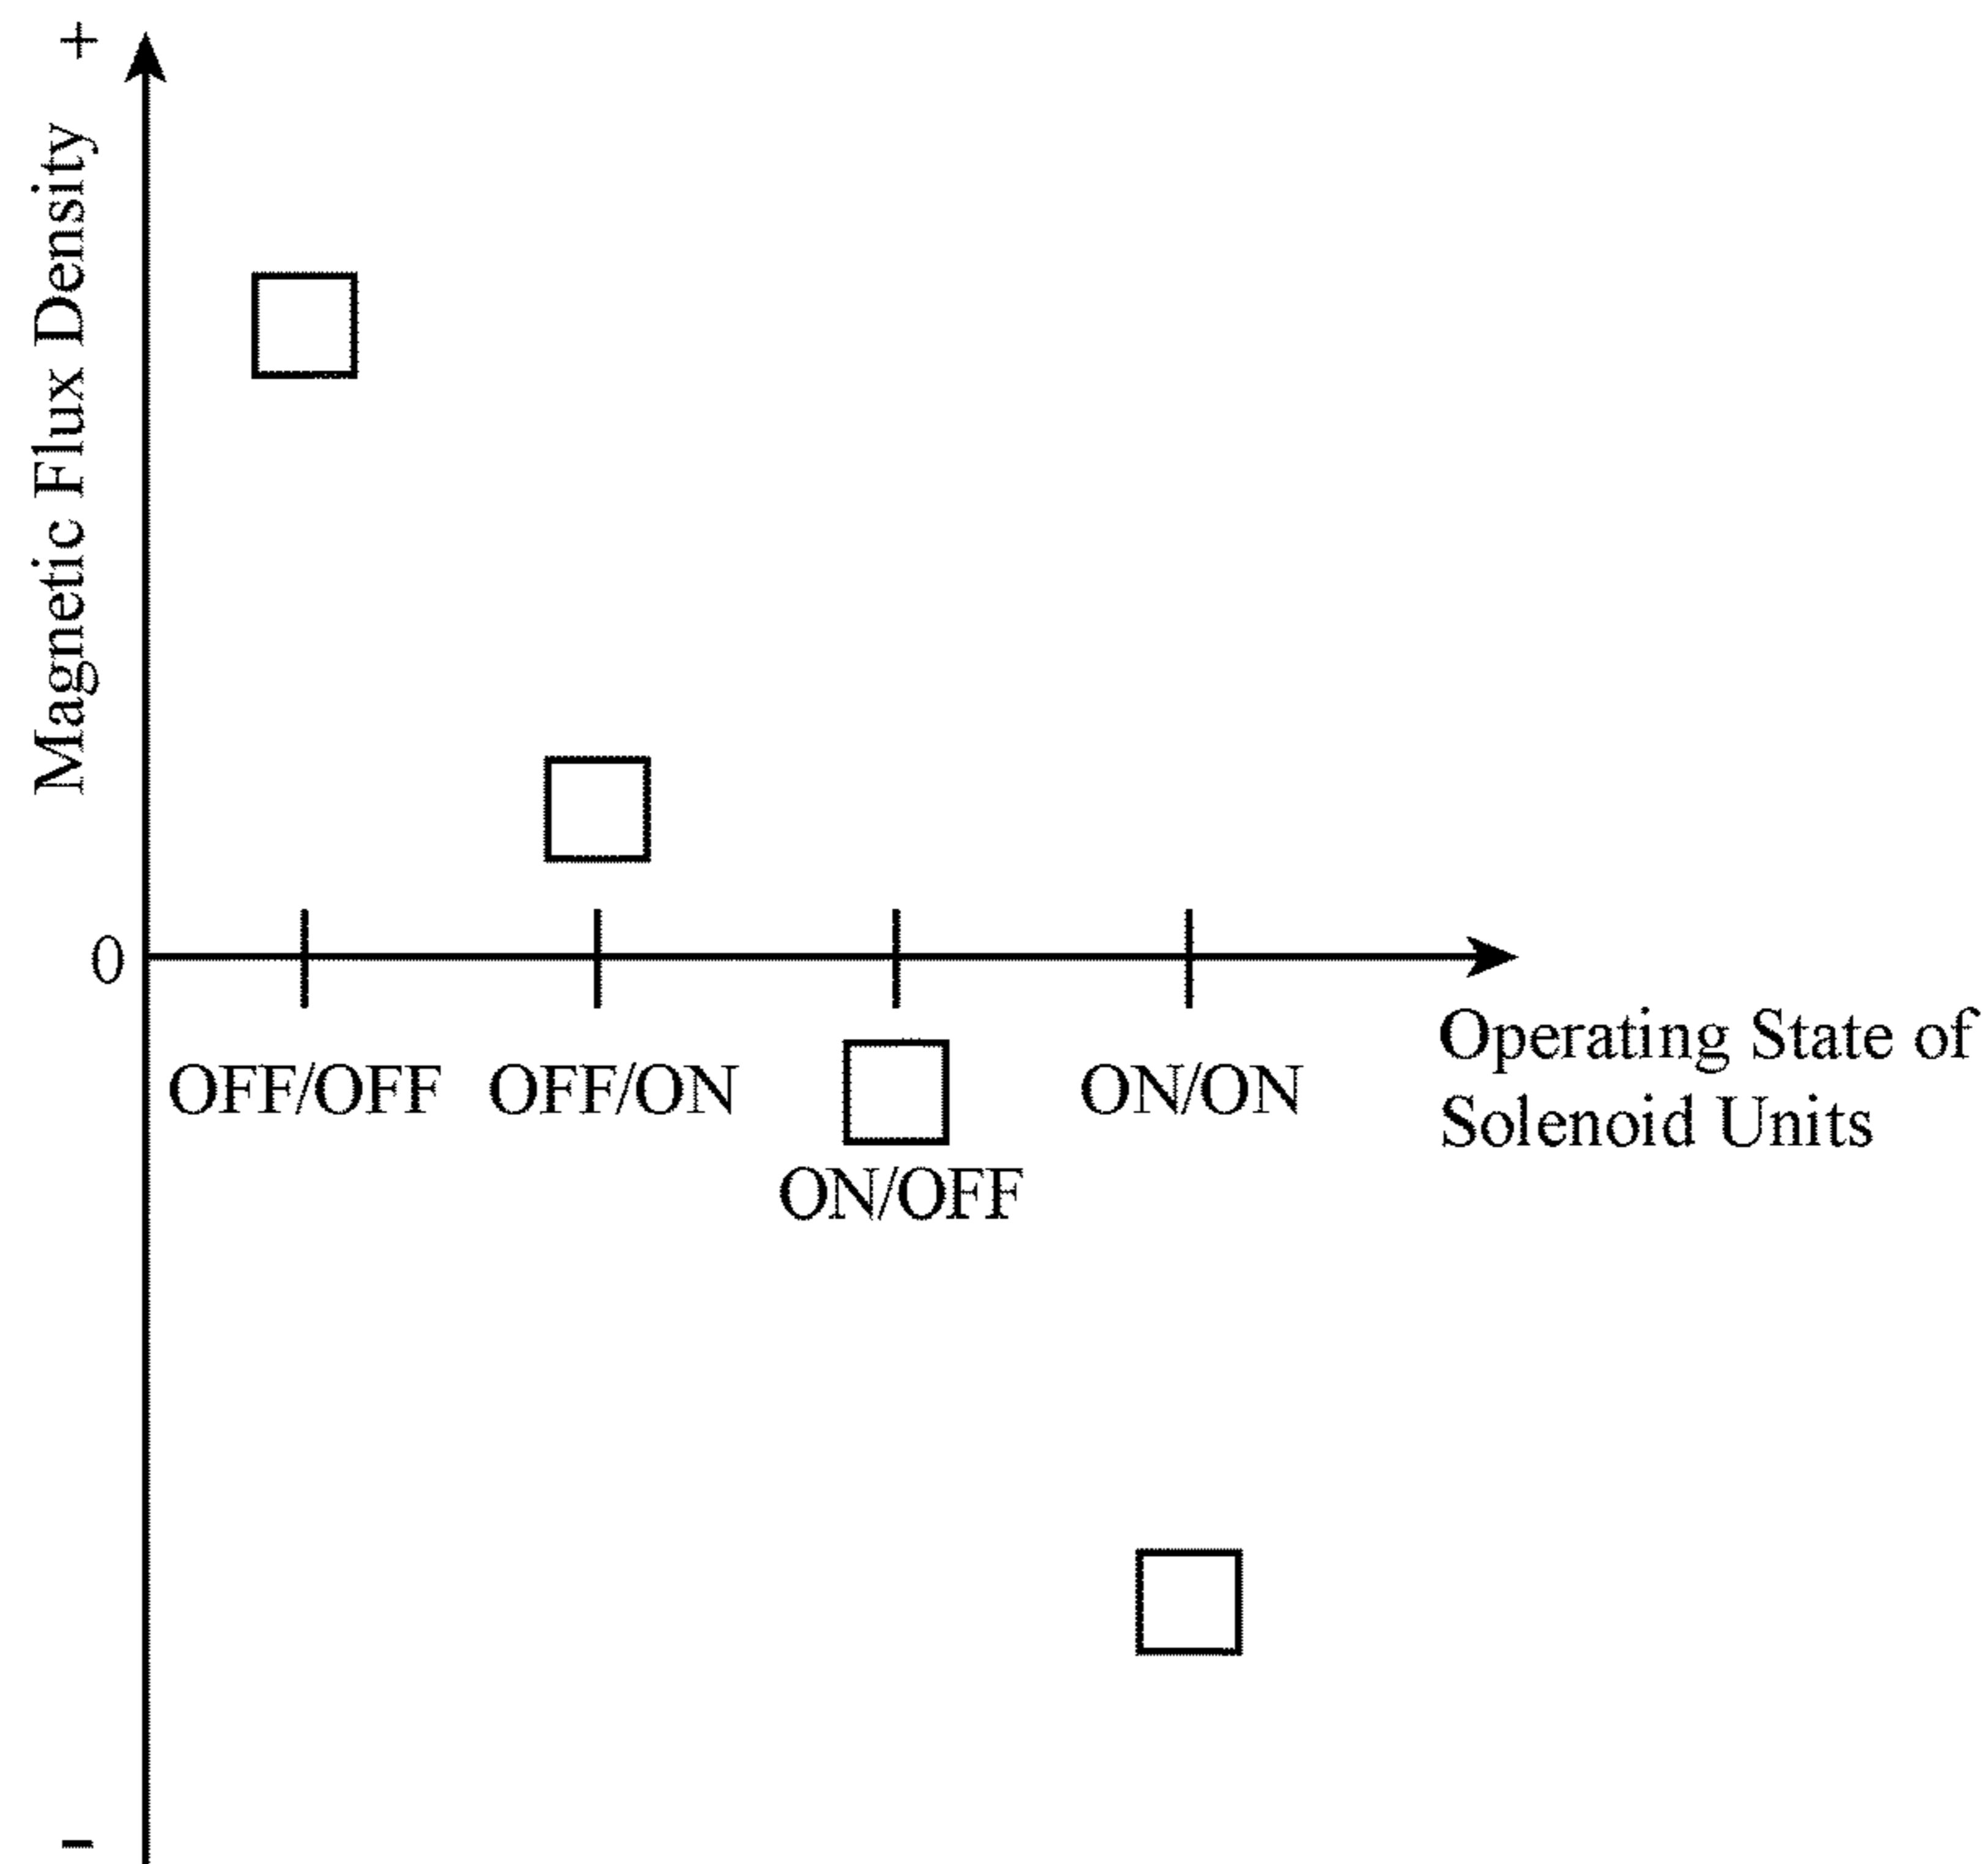 +
Magnetic Flux Density
0
OFF/OFF
OFF/ON
ON/OFF
ON/ON
Operating State of
Solenoid Units
-